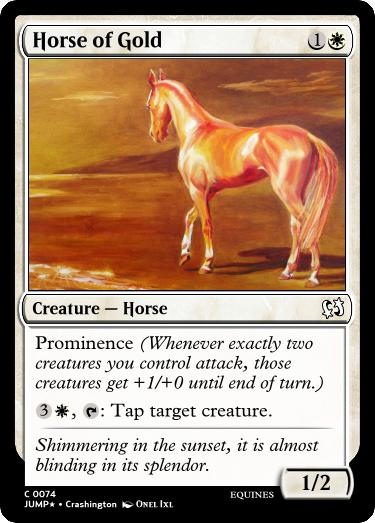 Horse of Gold 1
Creature — Horse
Prominence (Whenever exactly two
creatures you control attack, those
creatures get +1/+0 until end of turn.)
3 , : Tap target creature.
Shimmering in the sunset, it is almost
blinding in its splendor.
1/2
C 0074
JUMP★ • Crashington Onel Ixl EQUINES